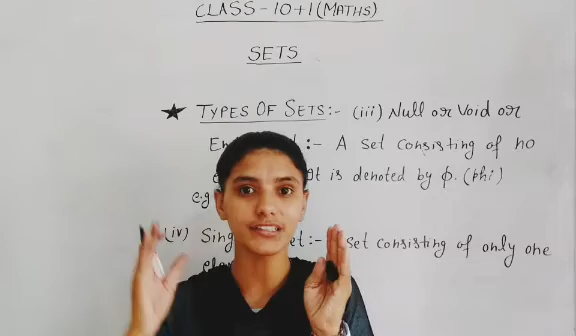 CLASS - 10+1 (MATHS)
SETS
★ TYPES OF SETS:- (iii) Null or Void or
:- A set consisting of no
It is denoted by φ. (phi)
e.g
(iv) :- set consisting of only one